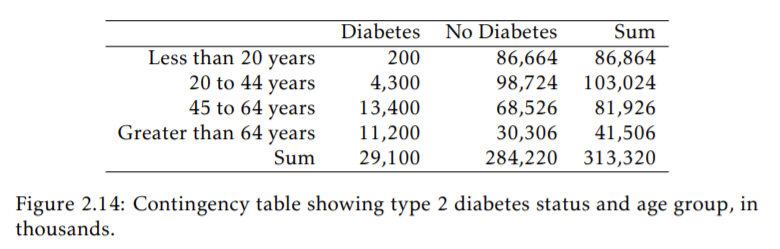 Diabetes No Diabetes Sum
Less than 20 years 200 86,664 86,864
20 to 44 years 4,300 98,724 103,024
45 to 64 years 13,400 68,526 81,926
Greater than 64 years 11,200 30,306 41,506
Sum 29,100 284,220 313,320
Figure 2.14: Contingency table showing type 2 diabetes status and age group, in
thousands.